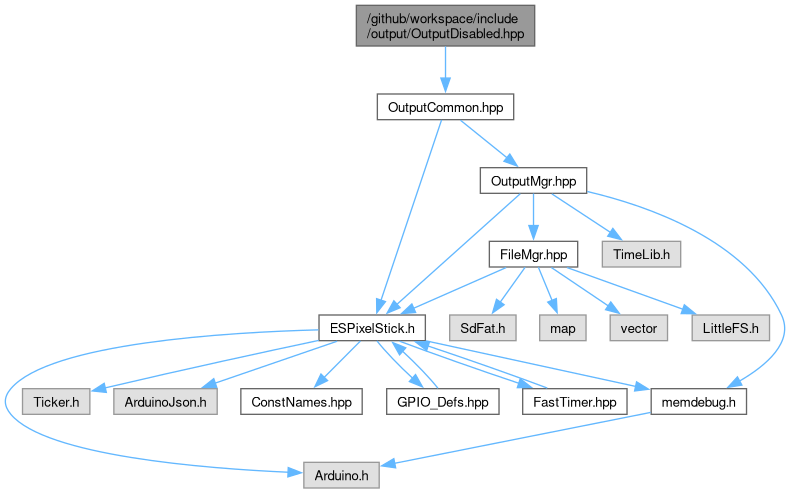 /github/workspace/include
/output/OutputDisabled.hpp
OutputCommon.hpp
OutputMgr.hpp
FileMgr.hpp
TimeLib.h
ESPixelStick.h
SdFat.h
map
vector
LittleFS.h
Ticker.h
ArduinoJson.h
ConstNames.hpp
GPIO_Defs.hpp
FastTimer.hpp
memdebug.h
Arduino.h